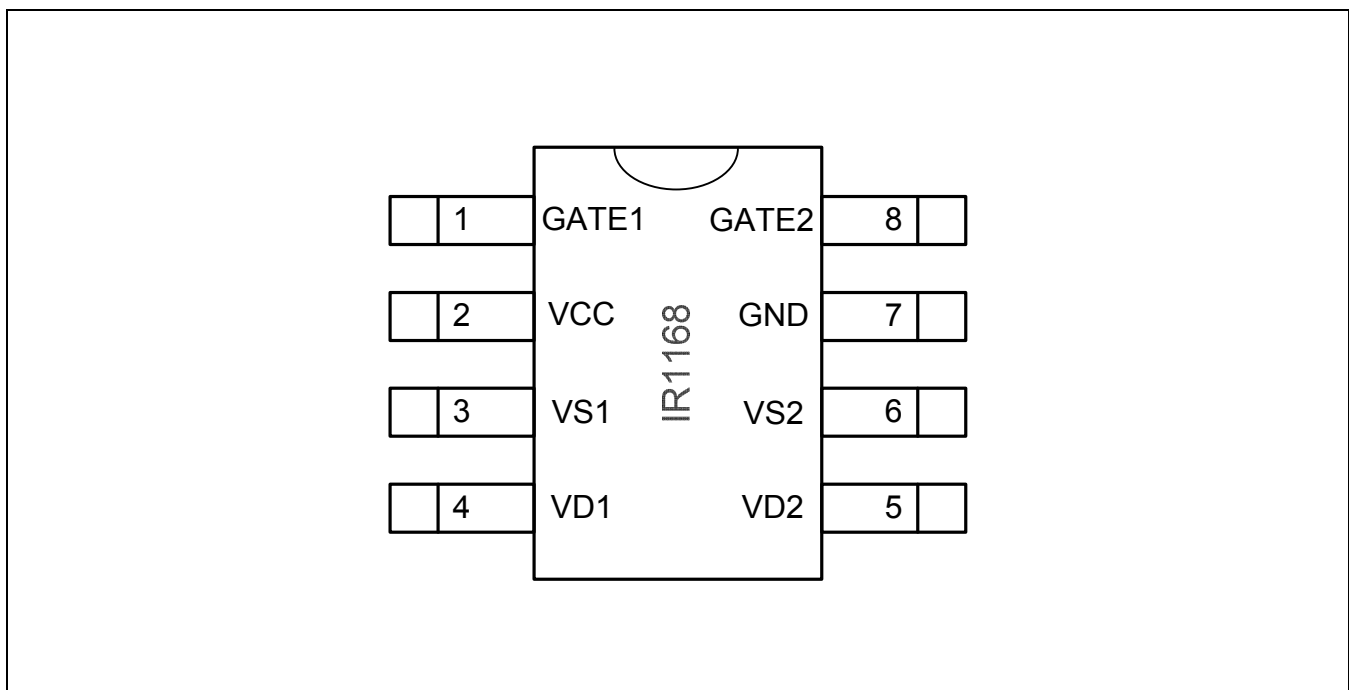 1 GATE1 GATE2 8
2 VCC GND 7
3 VS1 VS2 6
4 VD1 VD2 5
IR1168